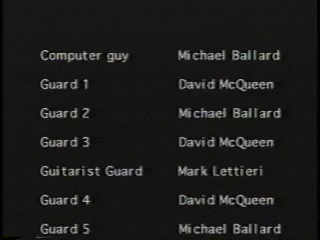 Computer guy Michael Ballard
Guard 1 David McQueen
Guard 2 Michael Ballard
Guard 3 David McQueen
Guitarist Guard Mark Lettieri
Guard 4 David McQueen
Guard 5 Michael Ballard